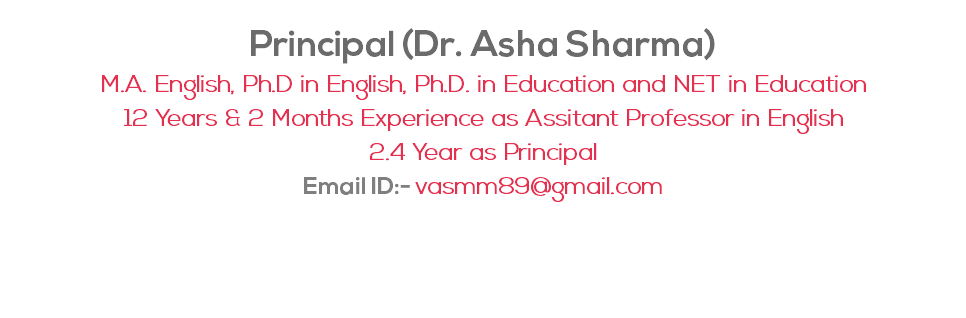 Principal (Dr. Asha Sharma)
M.A. English, Ph.D in English, Ph.D. in Education and NET in Education
12 Years & 2 Months Experience as Assitant Professor in English
2.4 Year as Principal
Email ID:- vasmm89@gmail.com